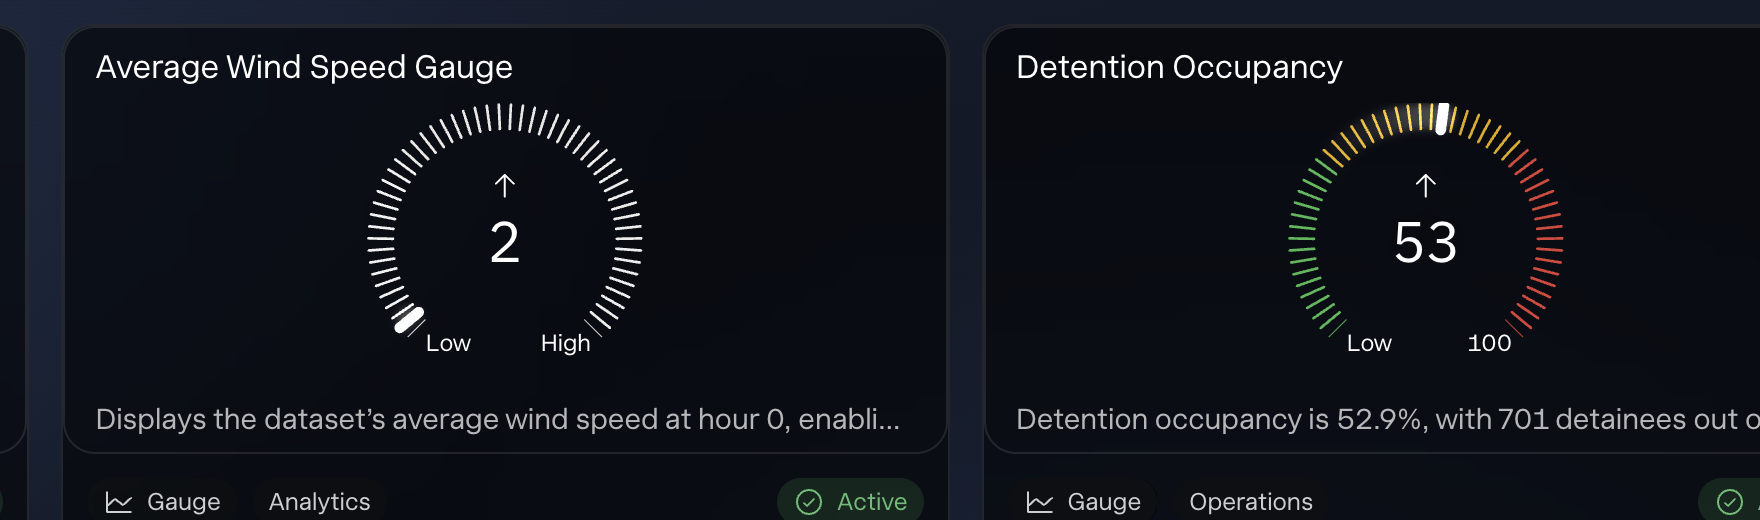 Average Wind Speed Gauge
2
Low High
Displays the dataset’s average wind speed at hour 0, enabli...
Gauge Analytics Active
Detention Occupancy
53
Low 100
Detention occupancy is 52.9%, with 701 detainees out
Gauge Operations